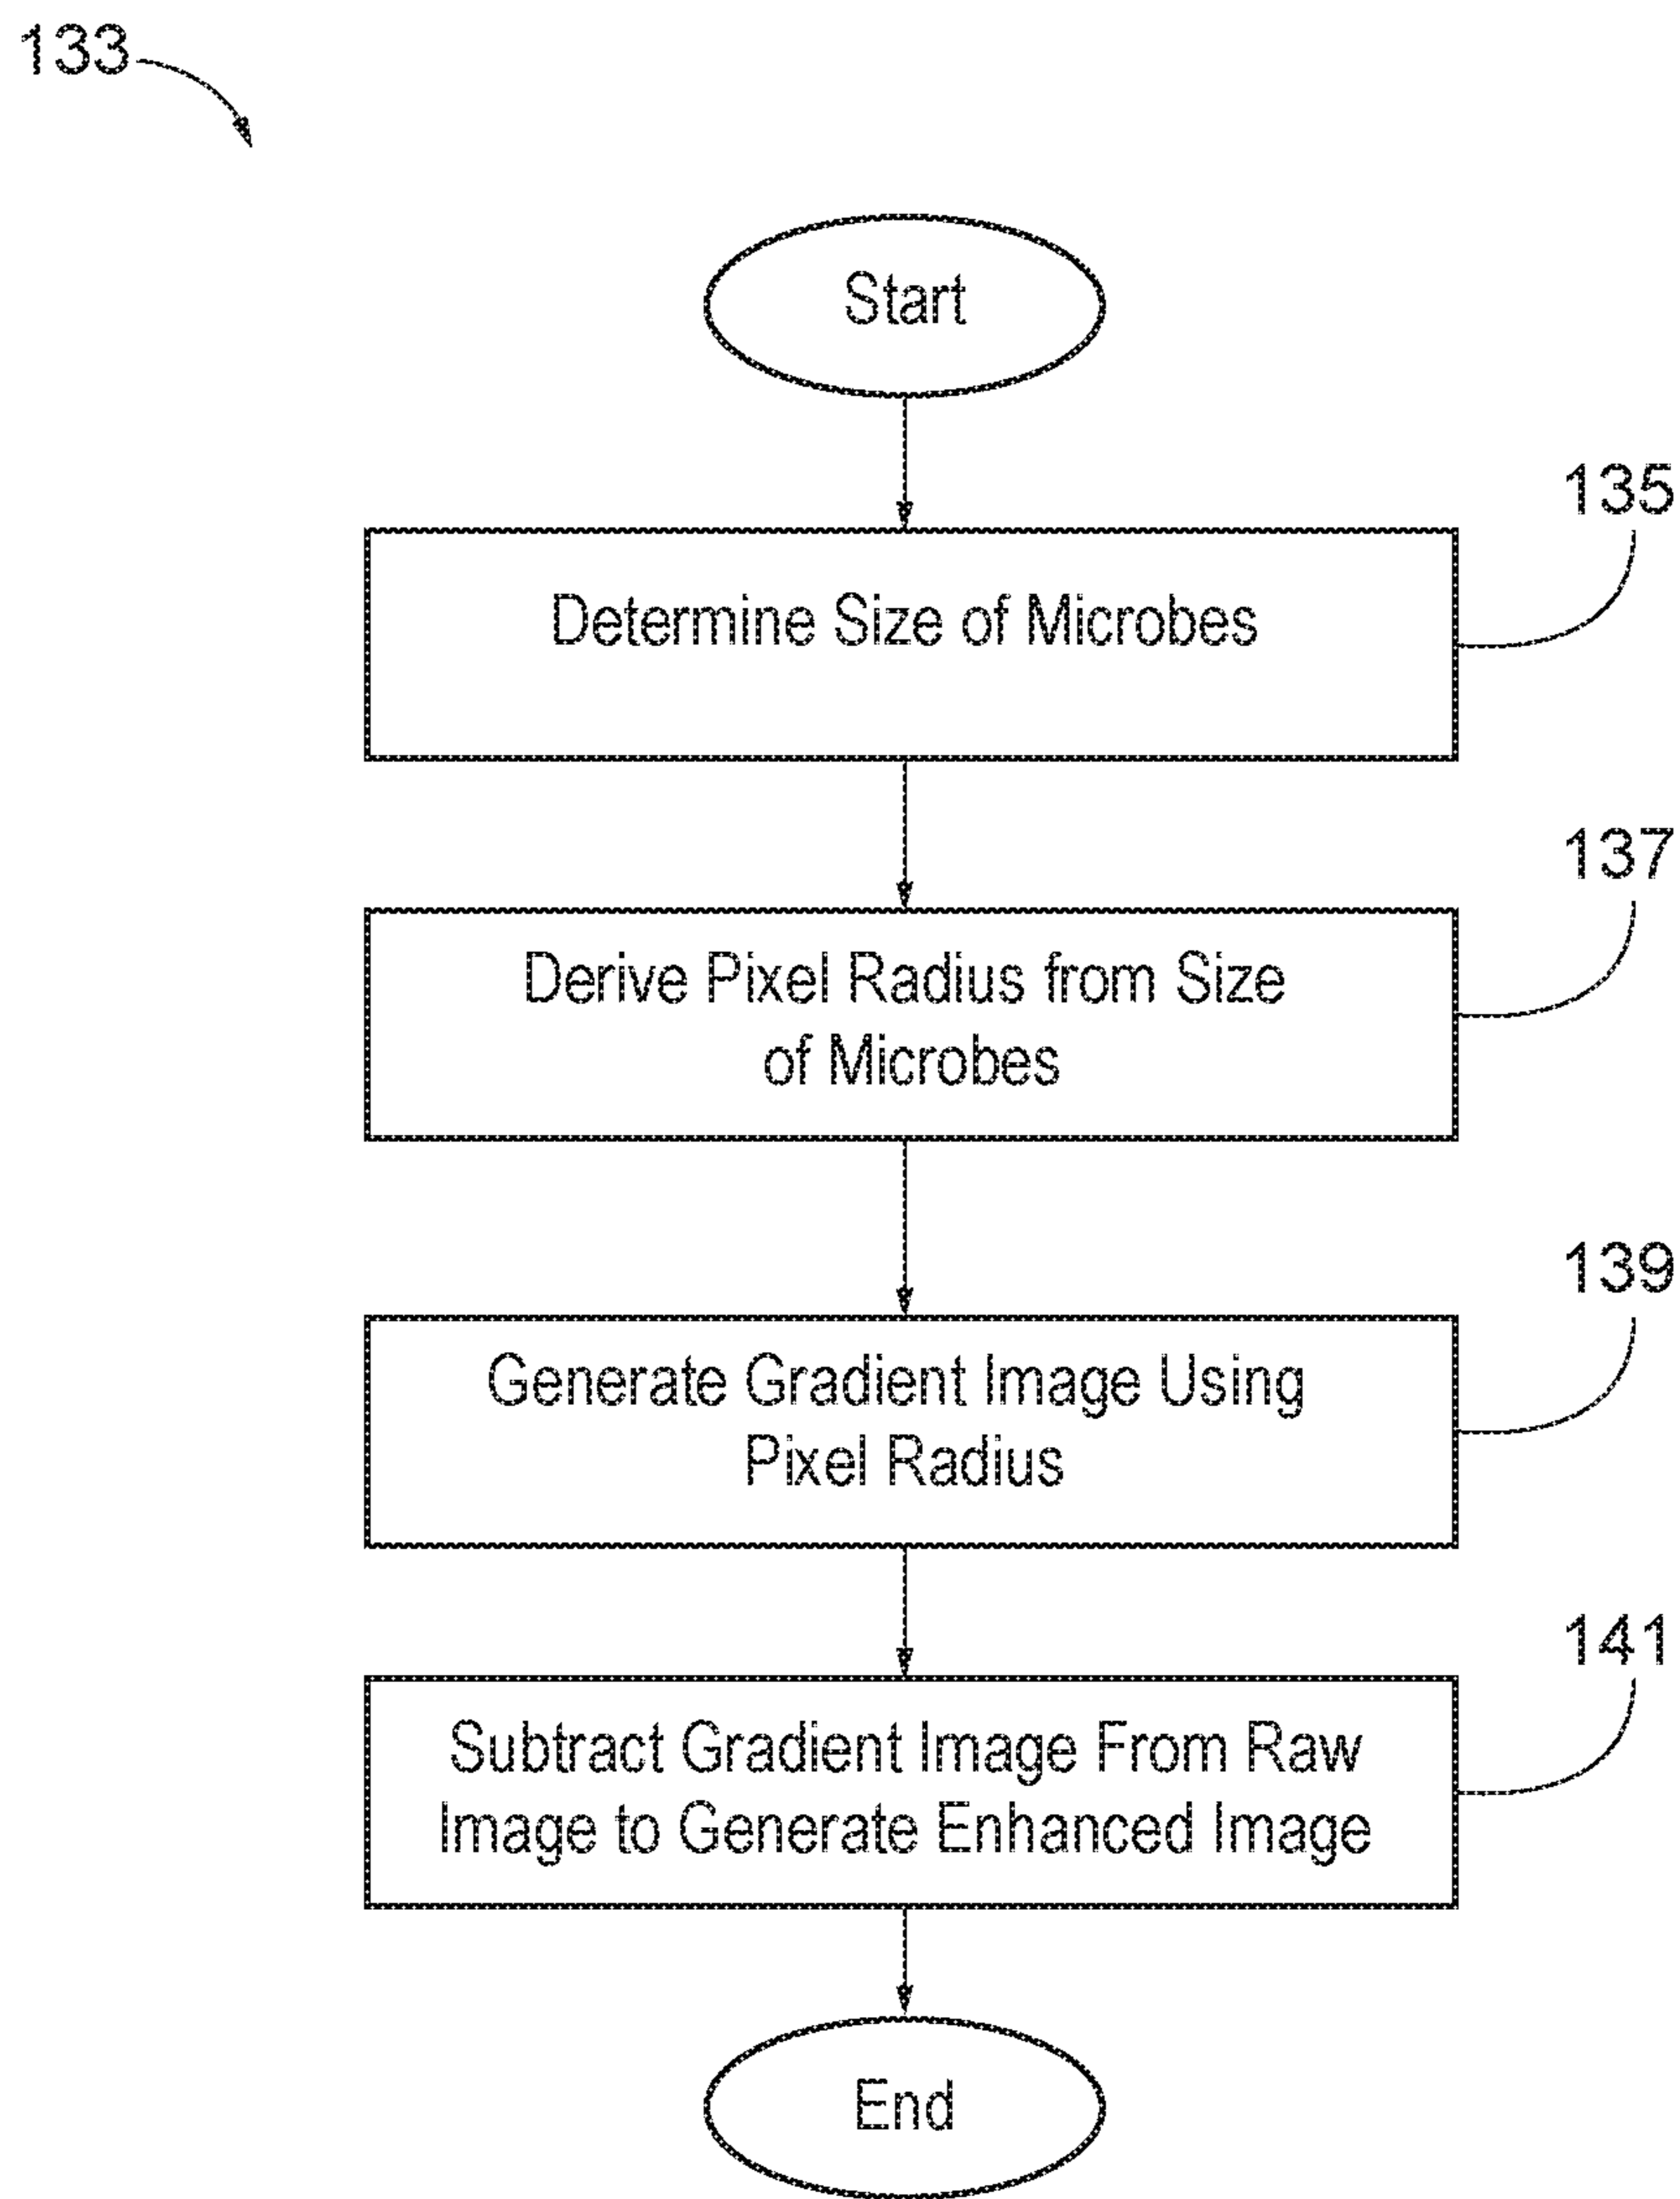 133
Start
135
Determine Size of Microbes
137
Derive Pixel Radius from Size
of Microbes
139
Generate Gradient Image Using
Pixel Radius
141
Subtract Gradient Image From Raw
Image to Generate Enhanced Image
End